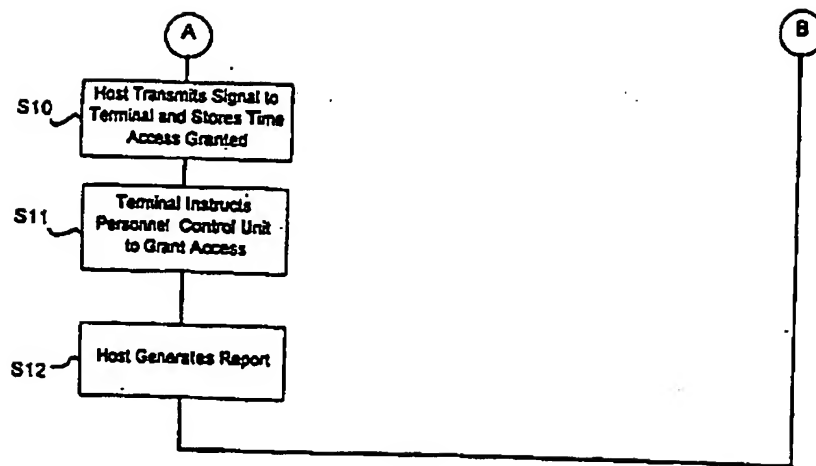 A
B
S10
Host Transmits Signal to
Terminal and Stores Time
Access Granted
S11
Terminal Instructs
Personnel Control Unit
to Grant Access
S12
Host Generates Report